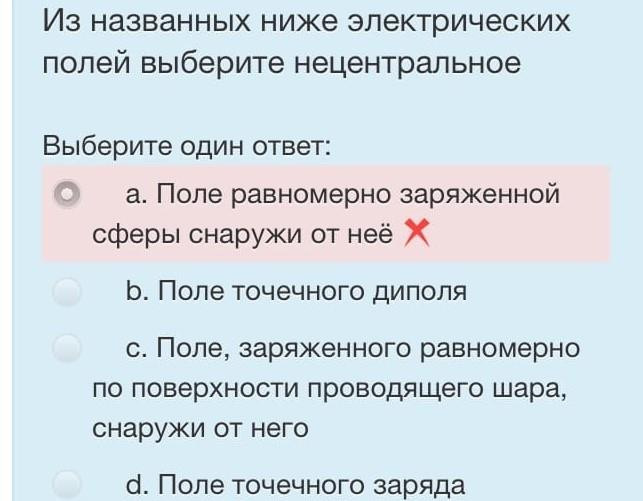 Из названных ниже электрических
полей выберите нецентральное
Выберите один ответ:
a. Поле равномерно заряженной
сферы снаружи от неё
b. Поле точечного диполя
c. Поле, заряженного равномерно
по поверхности проводящего шара,
снаружи от него
d. Поле точечного заряда